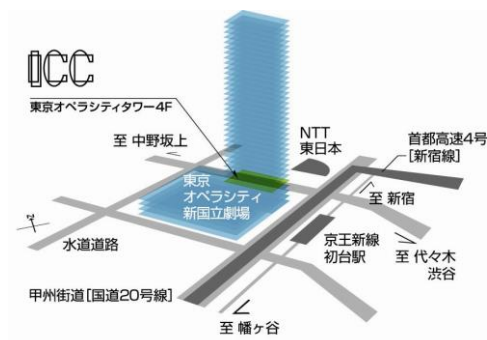 ICC
東京オペラシティタワー4F
至 中野坂上
NTT
東日本
首都高速4号
[新宿線]
東京
オペラシティ
新国立劇場
至 新宿
水道道路
京王新線
初台駅
至 代々木
渋谷
甲州街道[国道20号線]
至 幡ヶ谷